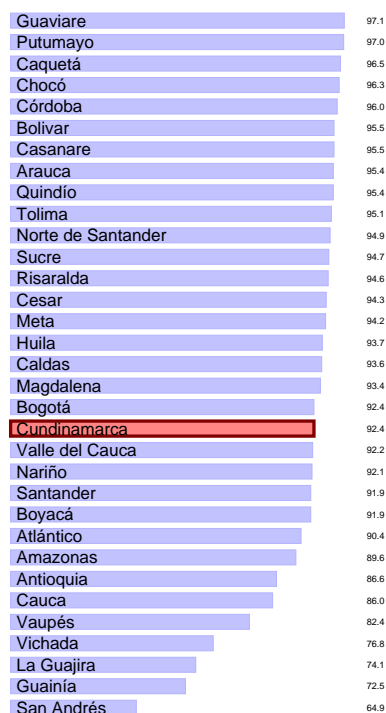 Guaviare 97.1
Putumayo 97.0
Caquetá 96.5
Chocó 96.3
Córdoba 96.0
Bolivar 95.5
Casanare 95.5
Arauca 95.4
Quindío 95.4
Tolima 95.1
Norte de Santander 94.9
Sucre 94.7
Risaralda 94.6
Cesar 94.3
Meta 94.2
Huila 93.7
Caldas 93.6
Magdalena 93.4
Bogotá 92.4
Cundinamarca 92.4
Valle del Cauca 92.2
Nariño 92.1
Santander 91.9
Boyacá 91.9
Atlántico 90.4
Amazonas 89.6
Antioquia 86.6
Cauca 86.0
Vaupés 82.4
Vichada 76.8
La Guajira 74.1
Guainía 72.5
San Andrés 64.9